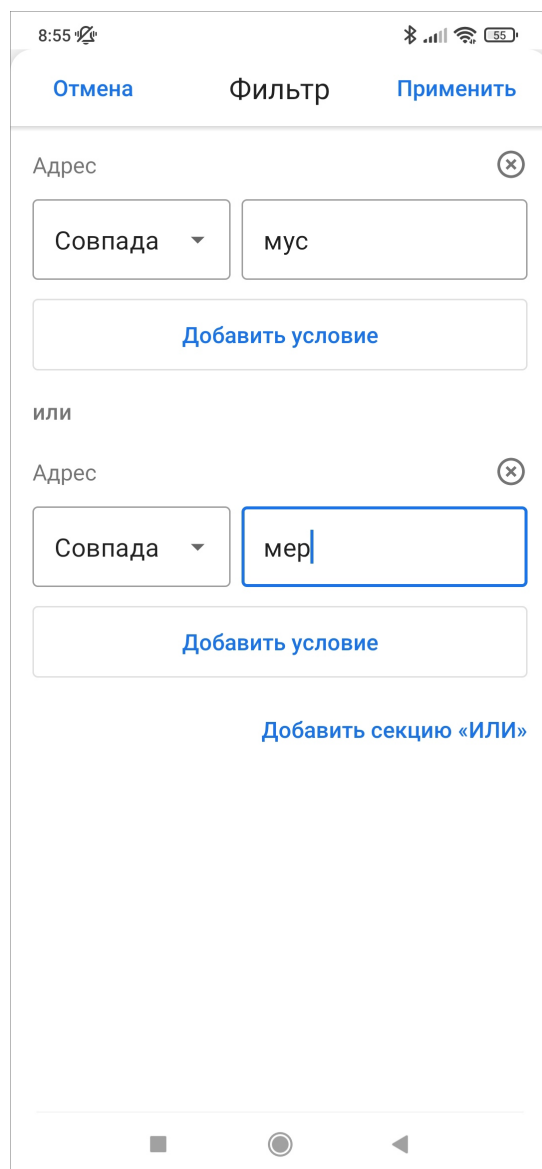 8:55
55
Отмена Фильтр Применить
Адрес
Совпада мус
Добавить условие
или
Адрес
Совпада мер
Добавить условие
Добавить секцию «ИЛИ»